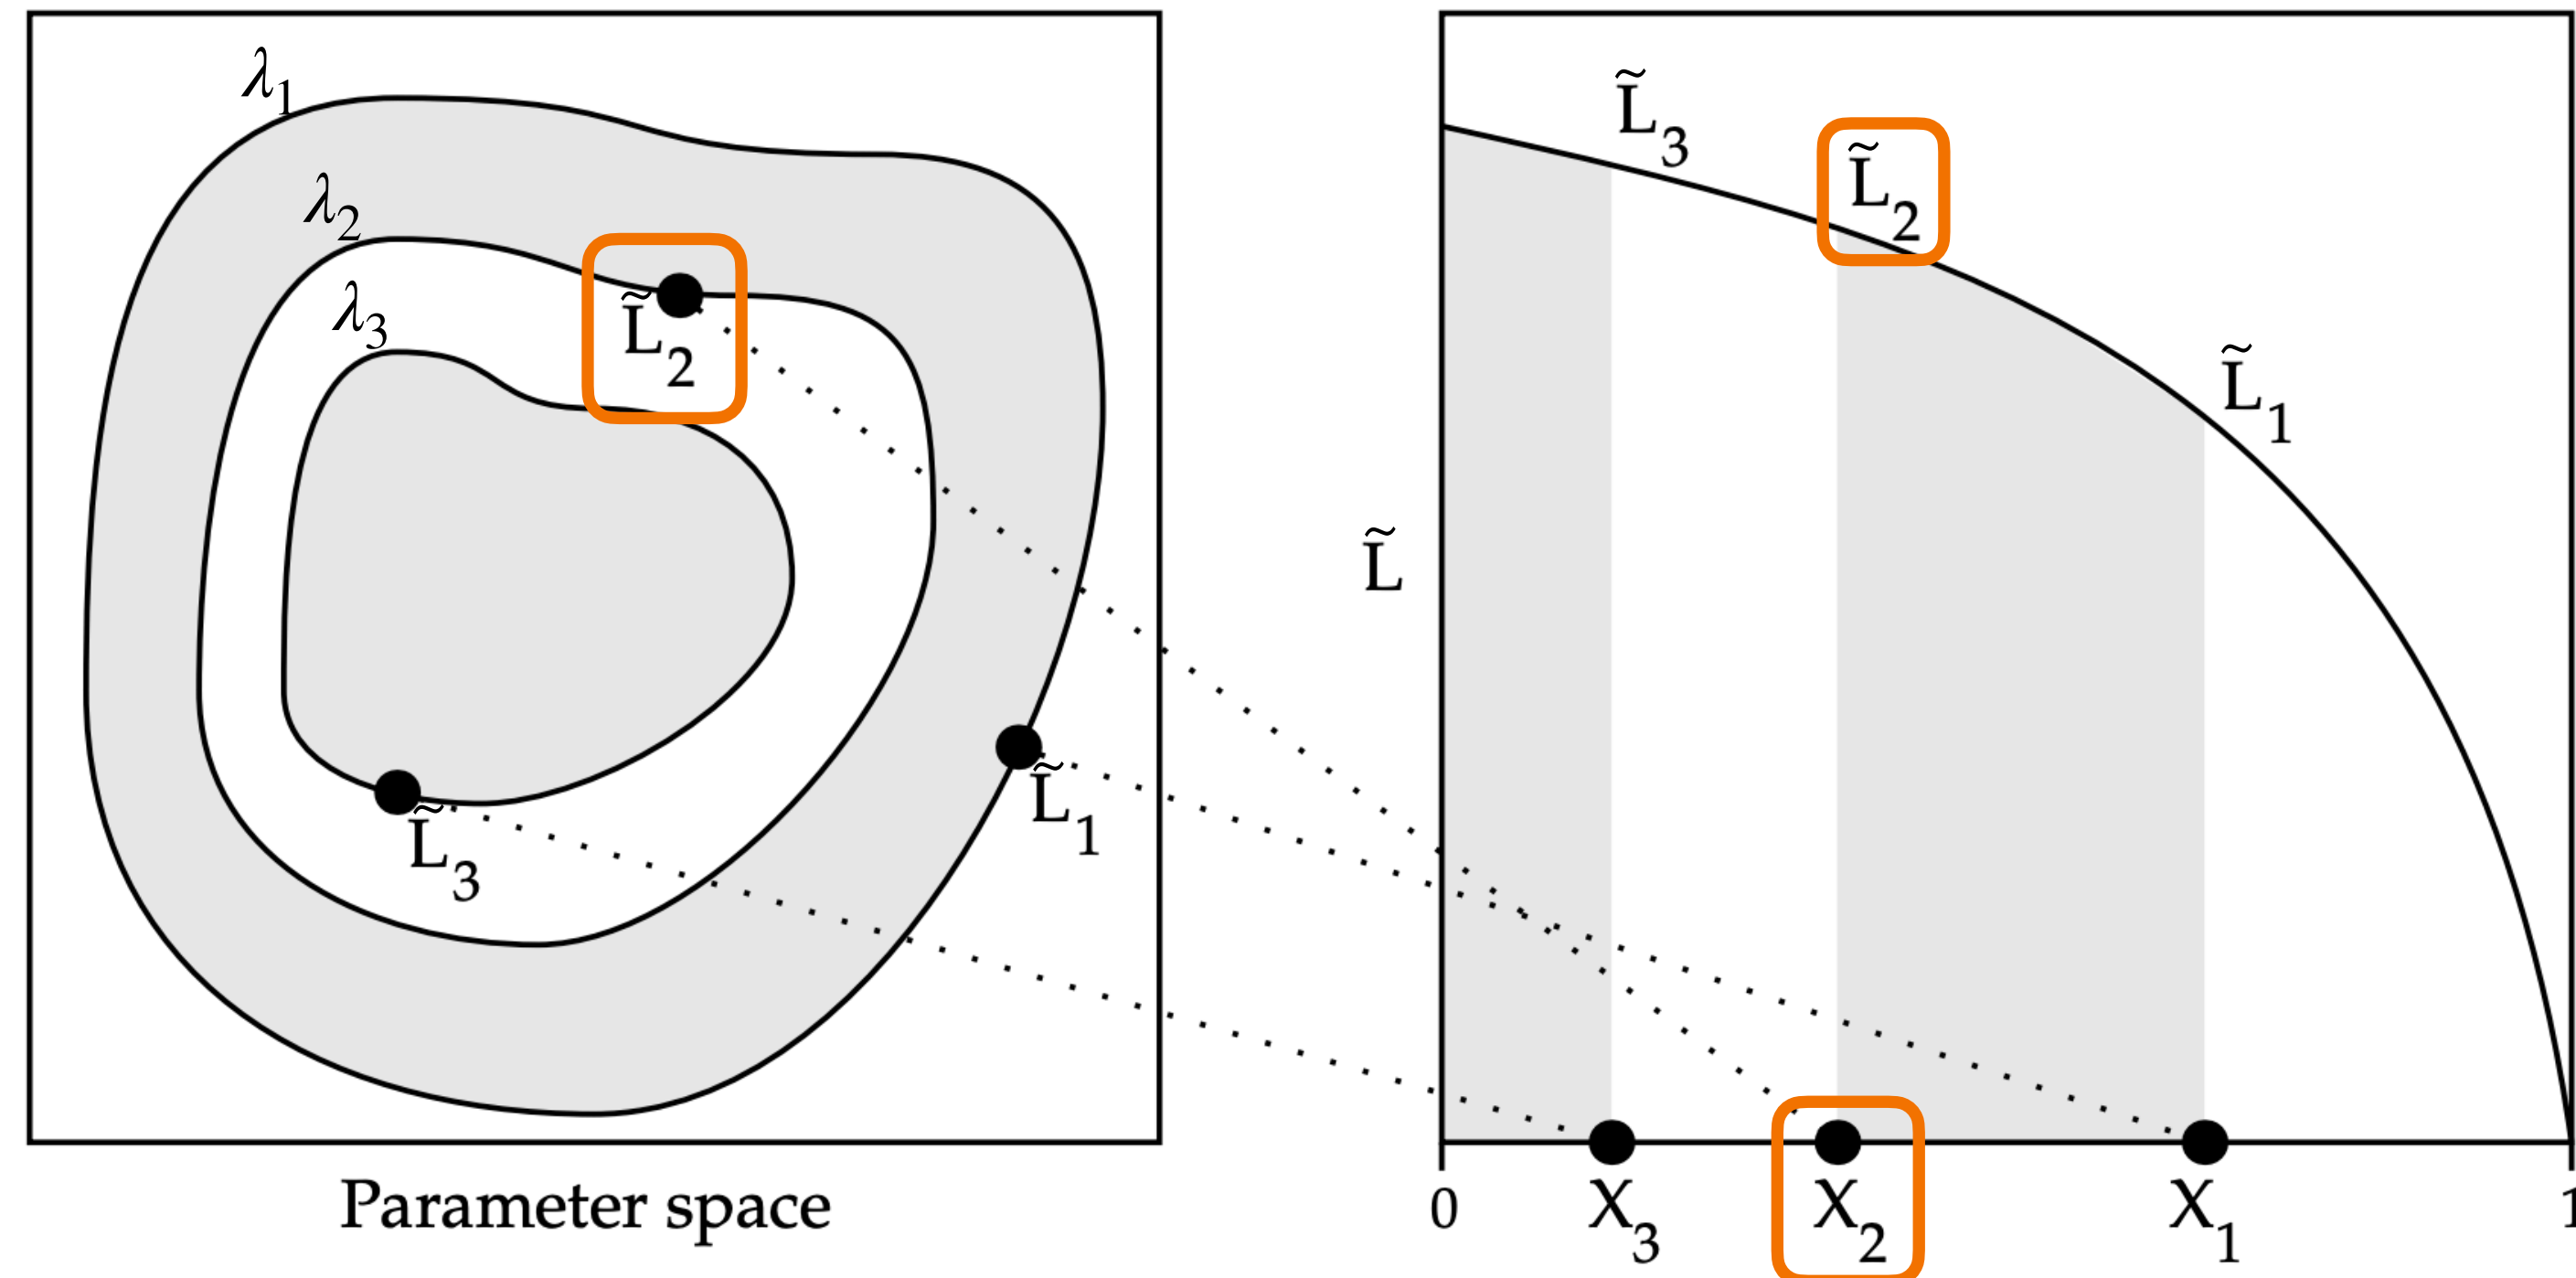 λ₁
λ₂
λ₃
L̃₂
L̃₁
L̃₃
Parameter space
L̃₃
L̃₂
L̃₁
L̃
0 X₃ X₂ X₁ 1